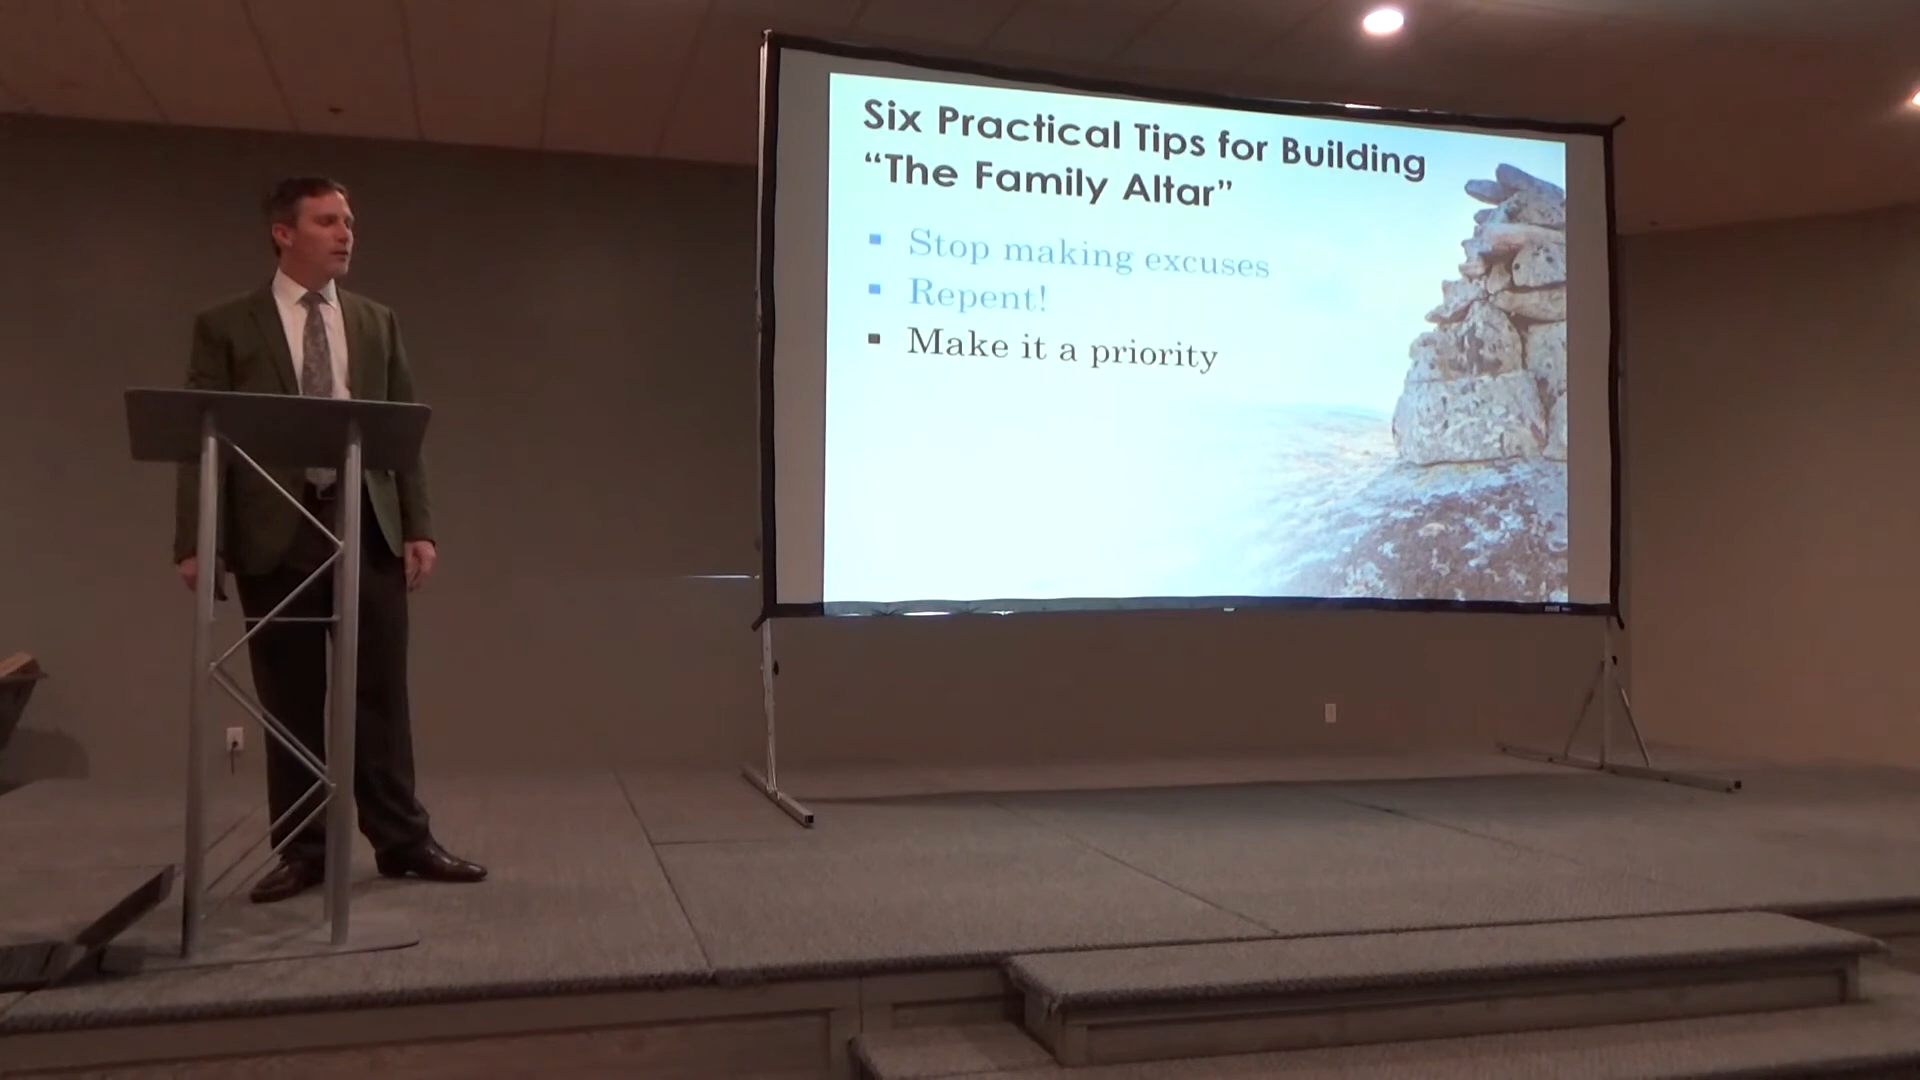 Six Practical Tips for Building
“The Family Altar”
▪ Stop making excuses
▪ Repent!
▪ Make it a priority